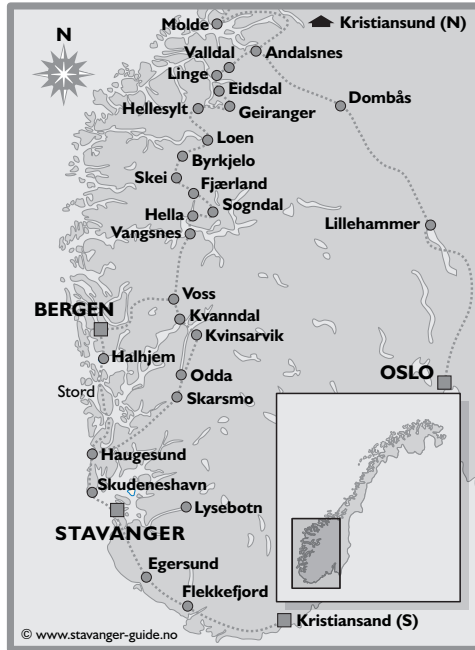 Molde
Kristiansund (N)
N
Valldal
Andalsnes
Linge
Eidsdal
Hellesylt
Geiranger
Dombås
Loen
Byrkjelo
Skei
Fjærland
Sogndal
Hella
Lillehammer
Vangsnes
Voss
BERGEN
Kvanndal
Kvinsarvik
Halhjem
Odda
OSLO
Stord
Skarsmo
Haugesund
Skudeneshavn
Lysebotn
STAVANGER
Egersund
Flekkefjord
Kristiansand (S)
© www.stavanger-guide.no